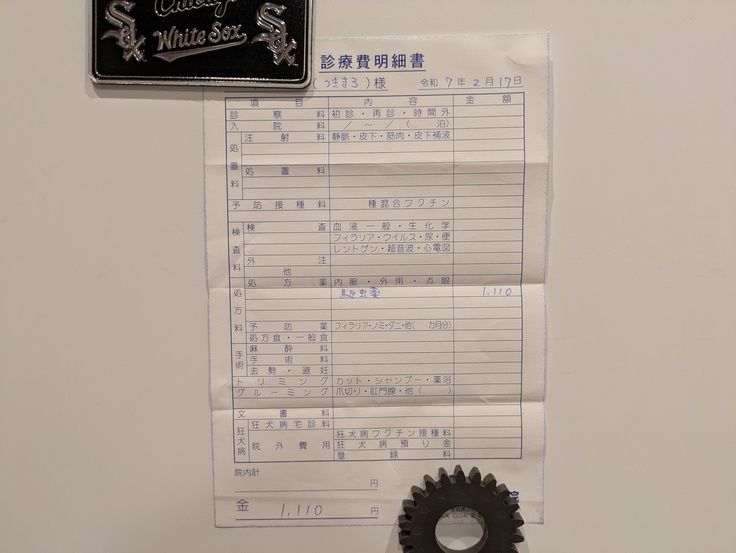 Chicago
White Sox
Sox
Sox
診療費明細書
(つきまろ)様 令和7年2月17日
項目 内容 金額
診察料 初診・再診・時間外
入院料 / ~ / ( 泊)
処置料 注射料 静脈・皮下・筋肉・皮下補液
処置料
予防接種料 種混合ワクチン
検査料 検査 血液一般・生化学
フィラリア・ウイルス・尿・便
レントゲン・超音波・心電図
外注
他
処方料 処方薬 内服・外用・点眼
駆虫薬 1,110
予防薬 フィラリア・ノミ・ダニ・他( カ月分)
処方食・一般食
手術 麻酔料
手術料
去勢・避妊
トリミング カット・シャンプー・薬浴
グルーミング 爪切り・肛門腺・他( )
文書料
狂犬病 狂犬病宅診料
院外費用 狂犬病ワクチン接種料
狂犬病預り金
登録料
院内計
円
金 1,110 円